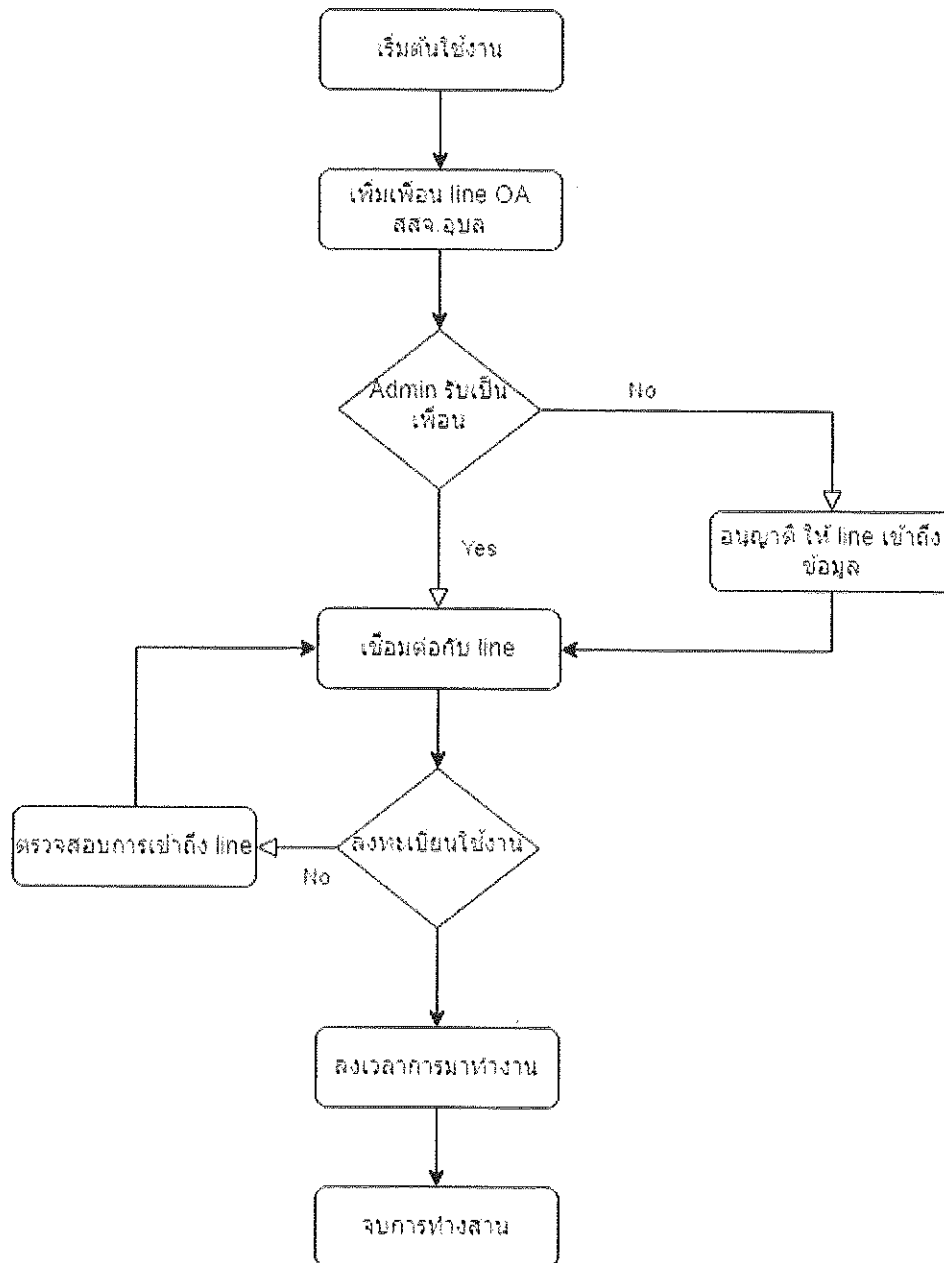 เริ่มต้นใช้งาน
เพิ่มเพื่อน line OA
สสจ.อุบล
Admin รับเป็น
เพื่อน
No
Yes
อนุญาติ ให้ line เข้าถึง
ข้อมูล
เชื่อมต่อกับ line
ตรวจสอบการเข้าถึง line
No
ลงทะเบียนใช้งาน
ลงเวลาการมาทำงาน
จบการทำงสาน